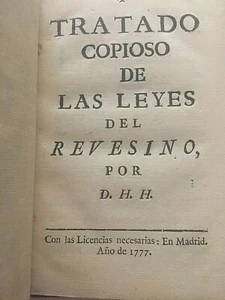 TRATADO
COPIOSO
DE
LAS LEYES
DEL
REVESINO,
POR
D. H. H.
Con las Licencias necesarias: En Madrid.
Año de 1777.